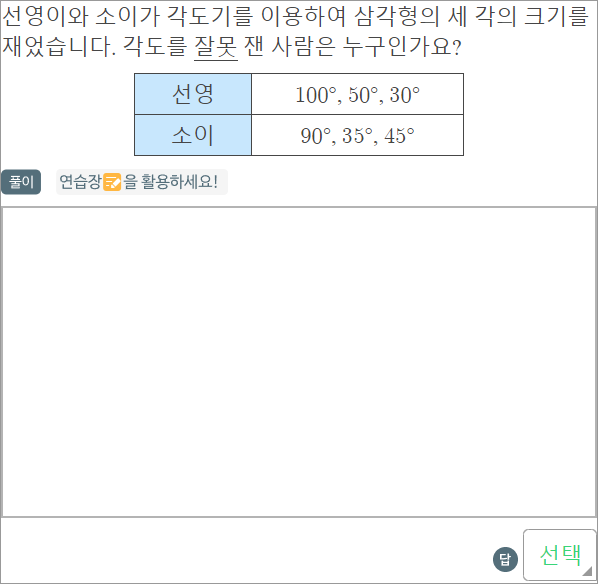 선영이와 소이가 각도기를 이용하여 삼각형의 세 각의 크기를
재었습니다. 각도를 잘못 잰 사람은 누구인가요?
선영 100°, 50°, 30°
소이 90°, 35°, 45°
풀이 연습장을 활용하세요!
답 선택